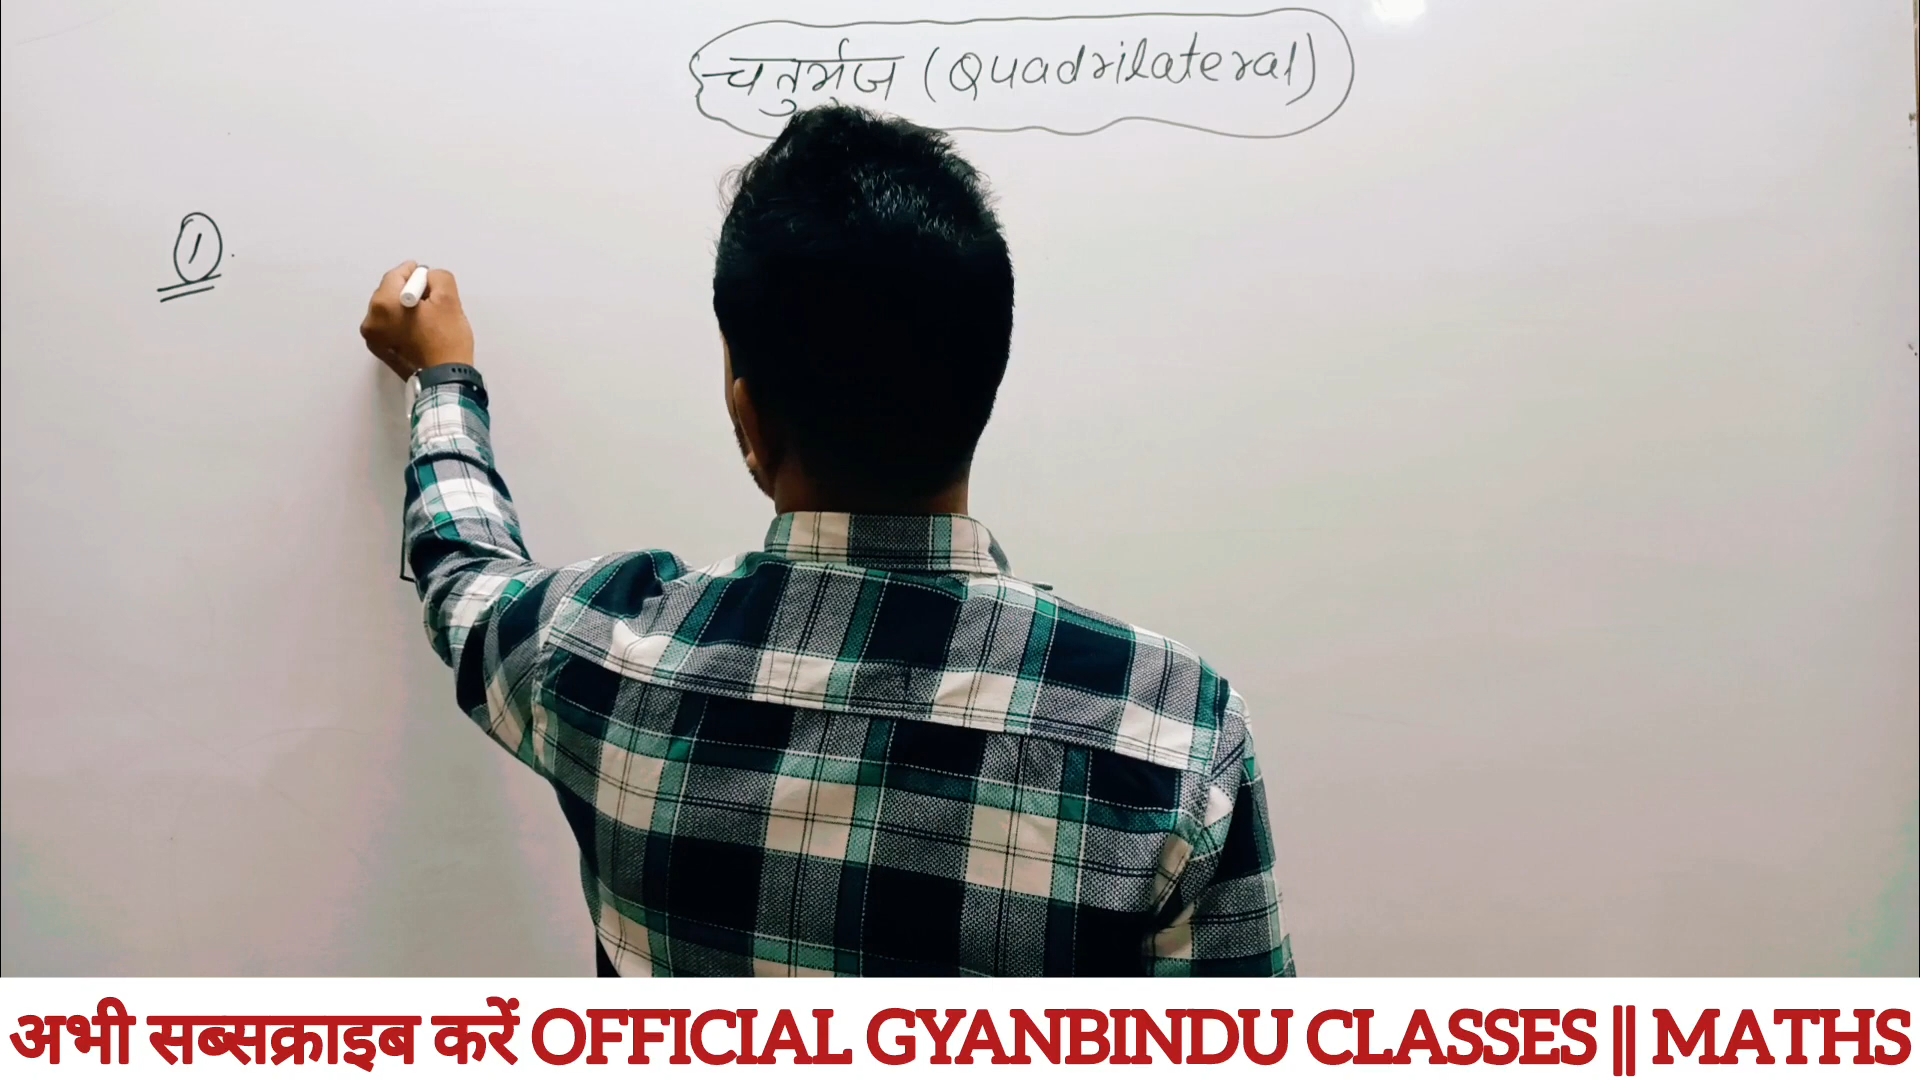 चतुर्भुज (Quadrilateral)
1.
अभी सब्सक्राइब करें OFFICIAL GYANBINDU CLASSES || MATHS